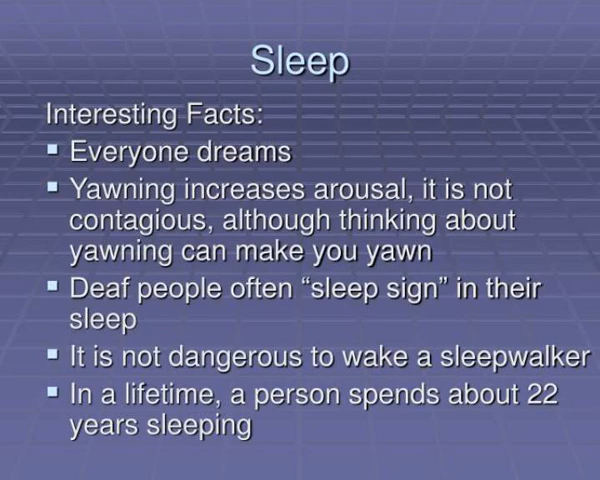 Sleep
Interesting Facts:
▪ Everyone dreams
▪ Yawning increases arousal, it is not
contagious, although thinking about
yawning can make you yawn
▪ Deaf people often “sleep sign” in their
sleep
▪ It is not dangerous to wake a sleepwalker
▪ In a lifetime, a person spends about 22
years sleeping